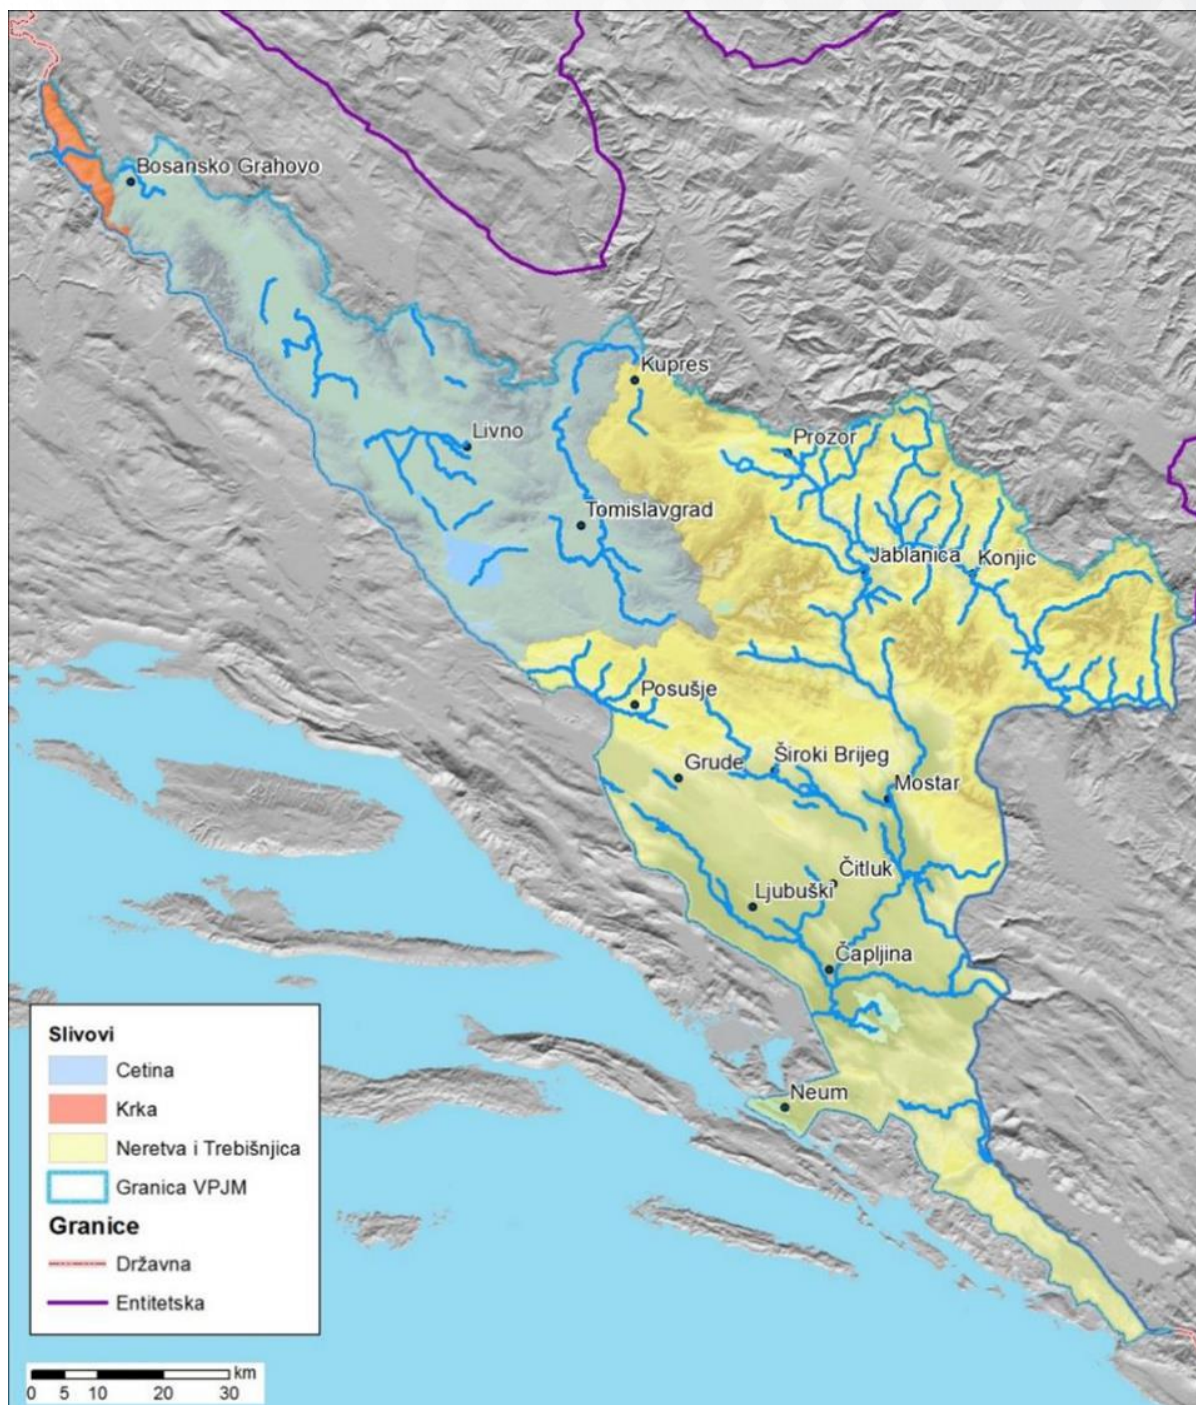 Bosansko Grahovo
Kupres
Livno
Prozor
Tomislavgrad
Jablanica
Konjic
Posušje
Grude
Široki Brijeg
Mostar
Čitluk
Ljubuški
Čapljina
Neum
Slivovi
Cetina
Krka
Neretva i Trebišnjica
Granica VPJM
Granice
Državna
Entitetska
km
0 5 10 20 30